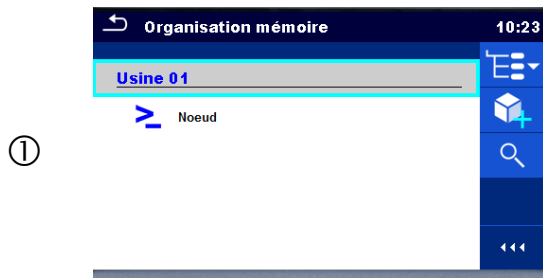 Organisation mémoire 10:23
Usine 01
>_ Noeud
①